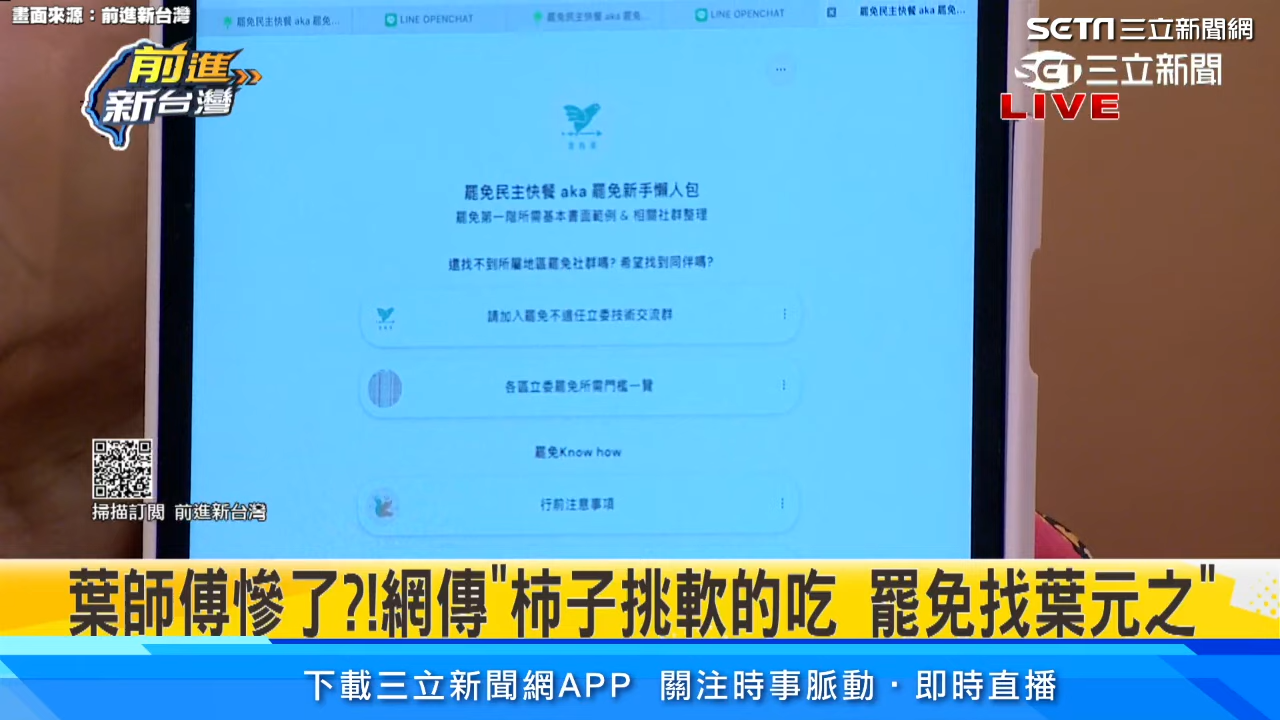 畫面來源：前進新台灣
罷免民主快餐 aka 罷免...
LINE OPENCHAT
罷免民主快餐 aka 罷免...
LINE OPENCHAT
罷免民主快餐 aka 罷免...
SETN三立新聞網
SET三立新聞
LIVE
前進
新台灣
罷免民主快餐 aka 罷免新手懶人包
罷免第一階所需基本書面範例 & 相關社群整理
還找不到所屬地區罷免社群嗎? 希望找到同伴嗎?
請加入罷免不適任立委技術交流群
各區立委罷免所需門檻一覽
罷免Know how
行前注意事項
掃描訂閱 前進新台灣
葉師傅慘了?!網傳"柿子挑軟的吃 罷免找葉元之"
下載三立新聞網APP 關注時事脈動・即時直播